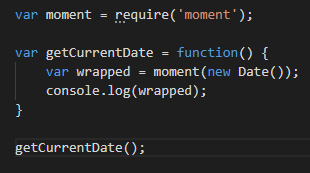 var moment = require('moment');
var getCurrentDate = function() {
var wrapped = moment(new Date());
console.log(wrapped);
}
getCurrentDate();